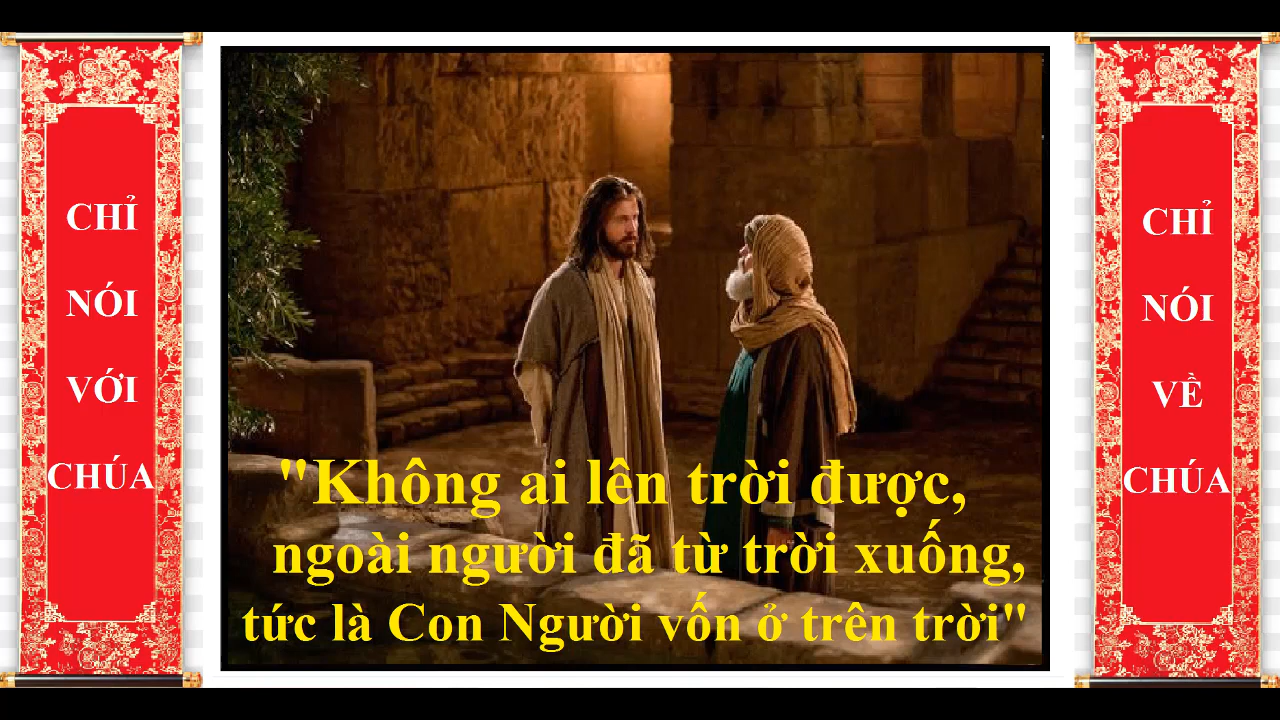 CHỈ
NÓI
VỚI
CHÚA
"Không ai lên trời được,
ngoài người đã từ trời xuống,
tức là Con Người vốn ở trên trời"
CHỈ
NÓI
VỀ
CHÚA